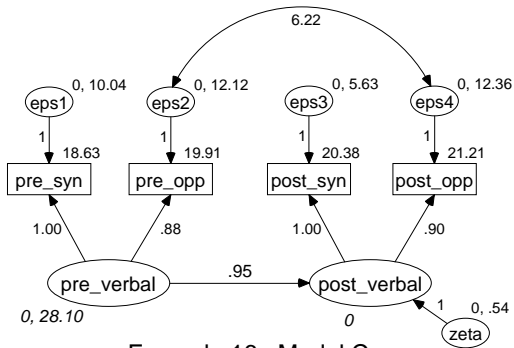 6.22
0, 10.04
0, 12.12
0, 5.63
0, 12.36
eps1
eps2
eps3
eps4
1
1
1
1
18.63
19.91
20.38
21.21
pre_syn
pre_opp
post_syn
post_opp
1.00
.88
1.00
.90
.95
pre_verbal
post_verbal
0, 28.10
0
1
0, .54
zeta